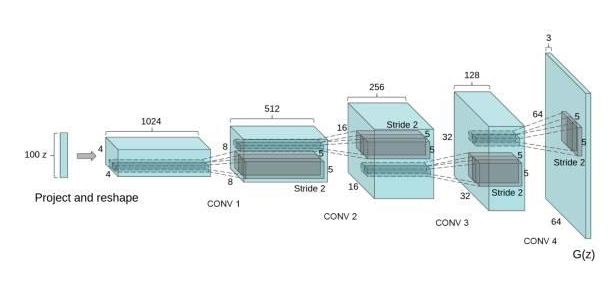 100 z
Project and reshape
4
4
1024
8
8
512
5
5
Stride 2
CONV 1
16
16
256
Stride 2
5
5
CONV 2
32
32
128
5
5
Stride 2
CONV 3
64
64
3
5
5
Stride 2
CONV 4
G(z)